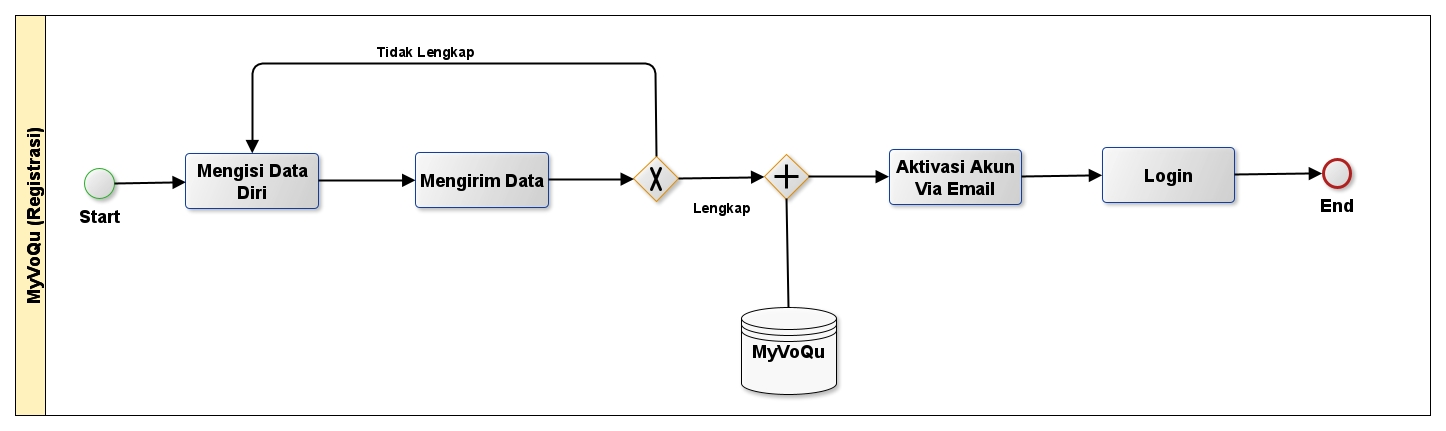 MyVoQu (Registrasi)
Tidak Lengkap
Start
Mengisi Data
Diri
Mengirim Data
Lengkap
MyVoQu
Aktivasi Akun
Via Email
Login
End